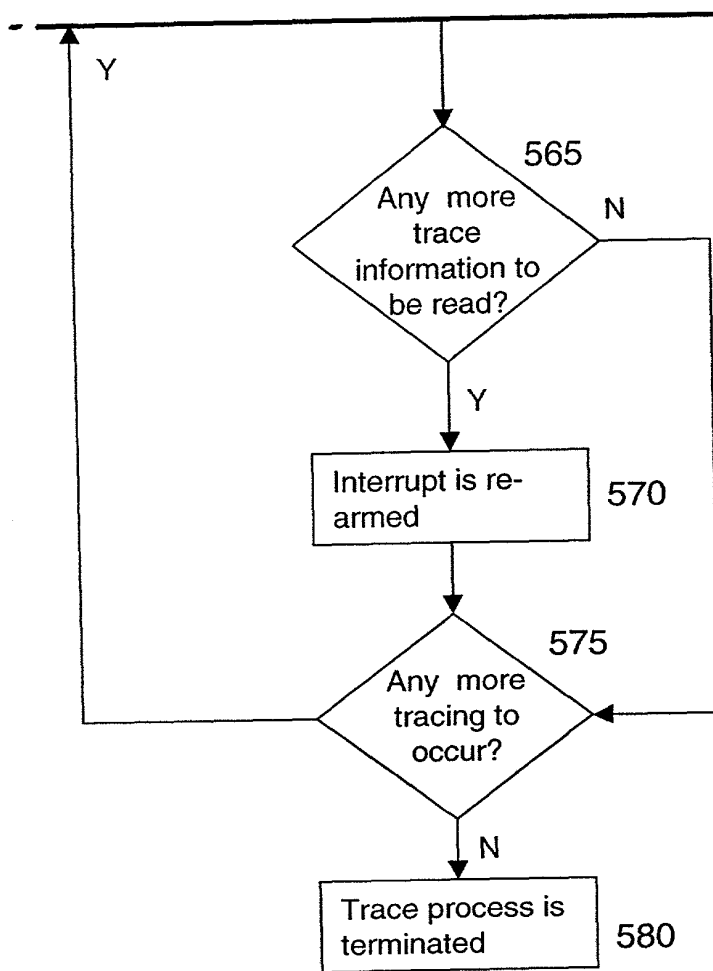 Y
565
Any more
trace
information to
be read?
N
Y
Interrupt is re-
armed
570
575
Any more
tracing to
occur?
N
Trace process is
terminated
580